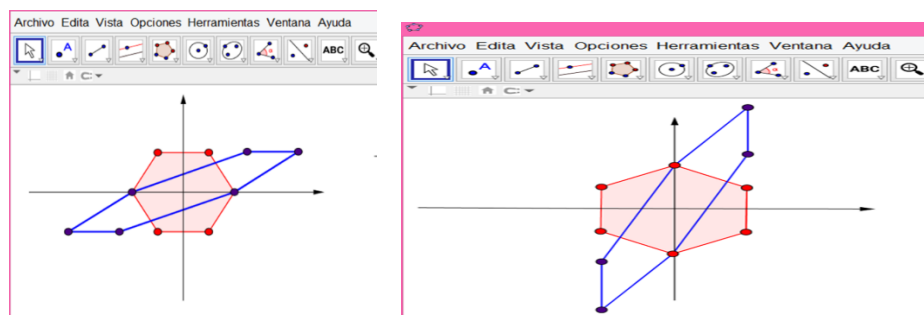 Archivo Edita Vista Opciones Herramientas Ventana Ayuda
A ABC
Archivo Edita Vista Opciones Herramientas Ventana Ayuda
A ABC